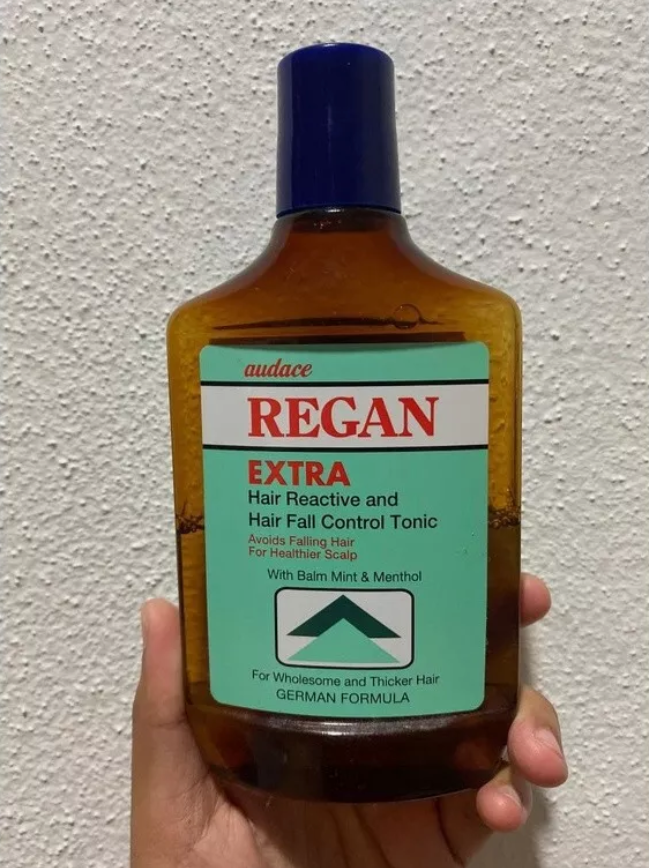 audace
REGAN
EXTRA
Hair Reactive and
Hair Fall Control Tonic
Avoids Falling Hair
For Healthier Scalp
With Balm Mint & Menthol
For Wholesome and Thicker Hair
GERMAN FORMULA